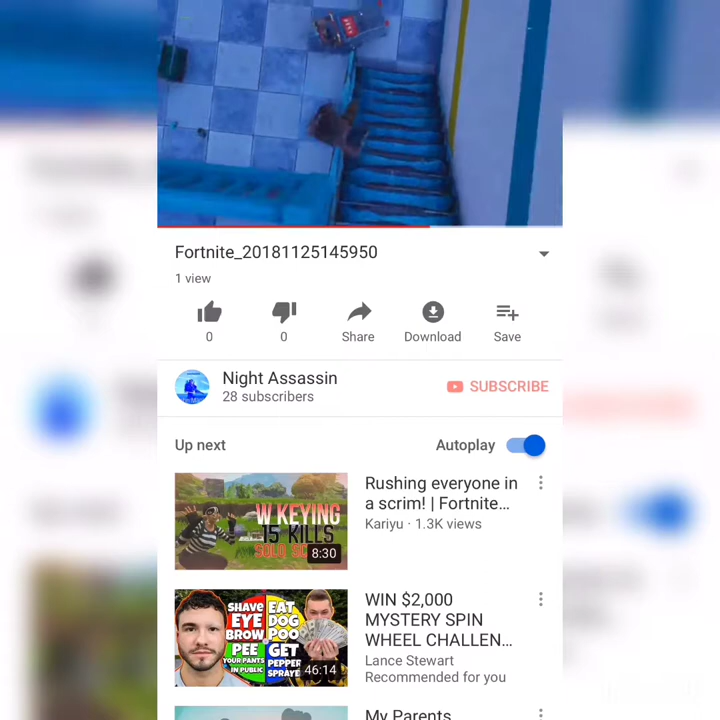 Fortnite_20181125145950
1 view
0
0
Share
Download
Save
Night Assassin
28 subscribers
SUBSCRIBE
Up next
Autoplay
W KEYING
15 KILLS
SOLO SC
8:30
Rushing everyone in
a scrim! | Fortnite...
Kariyu · 1.3K views
SHAVE
EYE
BROW
EAT
DOG
POO
PEE
YOUR PANTS
IN PUBLIC
GET
PEPPER
SPRAYE
46:14
WIN $2,000
MYSTERY SPIN
WHEEL CHALLEN...
Lance Stewart
Recommended for you
My Parents